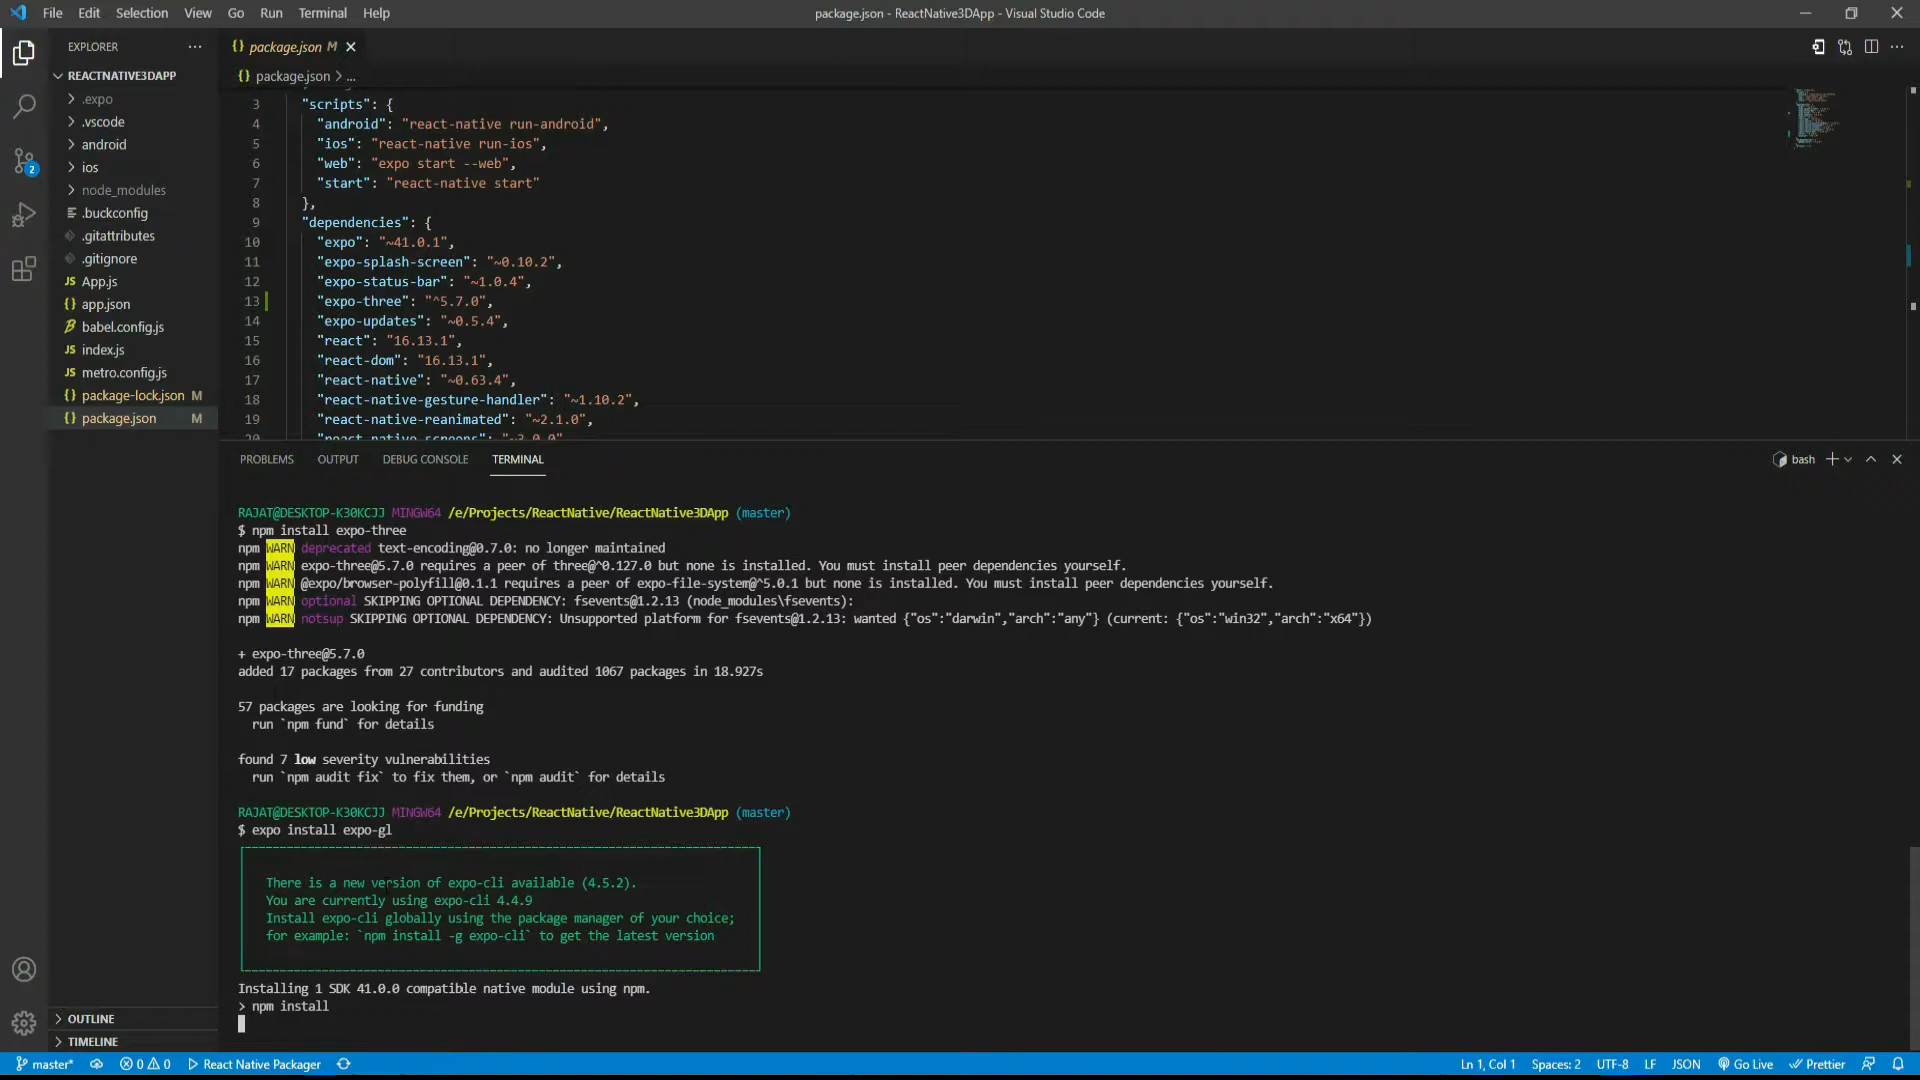 File Edit Selection View Go Run Terminal Help
package.json - ReactNative3DApp - Visual Studio Code
EXPLORER
REACTNATIVE3DAPP
.expo
.vscode
android
ios
node_modules
.buckconfig
.gitattributes
.gitignore
JS App.js
{} app.json
babel.config.js
JS index.js
JS metro.config.js
{} package-lock.json M
{} package.json M
OUTLINE
TIMELINE
{} package.json M
{} package.json > ...
3 "scripts": {
4 "android": "react-native run-android",
5 "ios": "react-native run-ios",
6 "web": "expo start --web",
7 "start": "react-native start"
8 },
9 "dependencies": {
10 "expo": "~41.0.1",
11 "expo-splash-screen": "~0.10.2",
12 "expo-status-bar": "~1.0.4",
13 "expo-three": "^5.7.0",
14 "expo-updates": "~0.5.4",
15 "react": "16.13.1",
16 "react-dom": "16.13.1",
17 "react-native": "~0.63.4",
18 "react-native-gesture-handler": "~1.10.2",
19 "react-native-reanimated": "~2.1.0",
20 "react-native-screens": "~3.0.0"
PROBLEMS OUTPUT DEBUG CONSOLE TERMINAL
bash
RAJAT@DESKTOP-K30KCJJ MINGW64 /e/Projects/ReactNative/ReactNative3DApp (master)
$ npm install expo-three
npm WARN deprecated text-encoding@0.7.0: no longer maintained
npm WARN expo-three@5.7.0 requires a peer of three@^0.127.0 but none is installed. You must install peer dependencies yourself.
npm WARN @expo/browser-polyfill@0.1.1 requires a peer of expo-file-system@^5.0.1 but none is installed. You must install peer dependencies yourself.
npm WARN optional SKIPPING OPTIONAL DEPENDENCY: fsevents@1.2.13 (node_modules\fsevents):
npm WARN notsup SKIPPING OPTIONAL DEPENDENCY: Unsupported platform for fsevents@1.2.13: wanted {"os":"darwin","arch":"any"} (current: {"os":"win32","arch":"x64"})
+ expo-three@5.7.0
added 17 packages from 27 contributors and audited 1067 packages in 18.927s
57 packages are looking for funding
run `npm fund` for details
found 7 low severity vulnerabilities
run `npm audit fix` to fix them, or `npm audit` for details
RAJAT@DESKTOP-K30KCJJ MINGW64 /e/Projects/ReactNative/ReactNative3DApp (master)
$ expo install expo-gl
There is a new version of expo-cli available (4.5.2).
You are currently using expo-cli 4.4.9
Install expo-cli globally using the package manager of your choice;
for example: `npm install -g expo-cli` to get the latest version
Installing 1 SDK 41.0.0 compatible native module using npm.
> npm install
2
master* 0 0 React Native Packager
Ln 1, Col 1 Spaces: 2 UTF-8 LF JSON Go Live Prettier